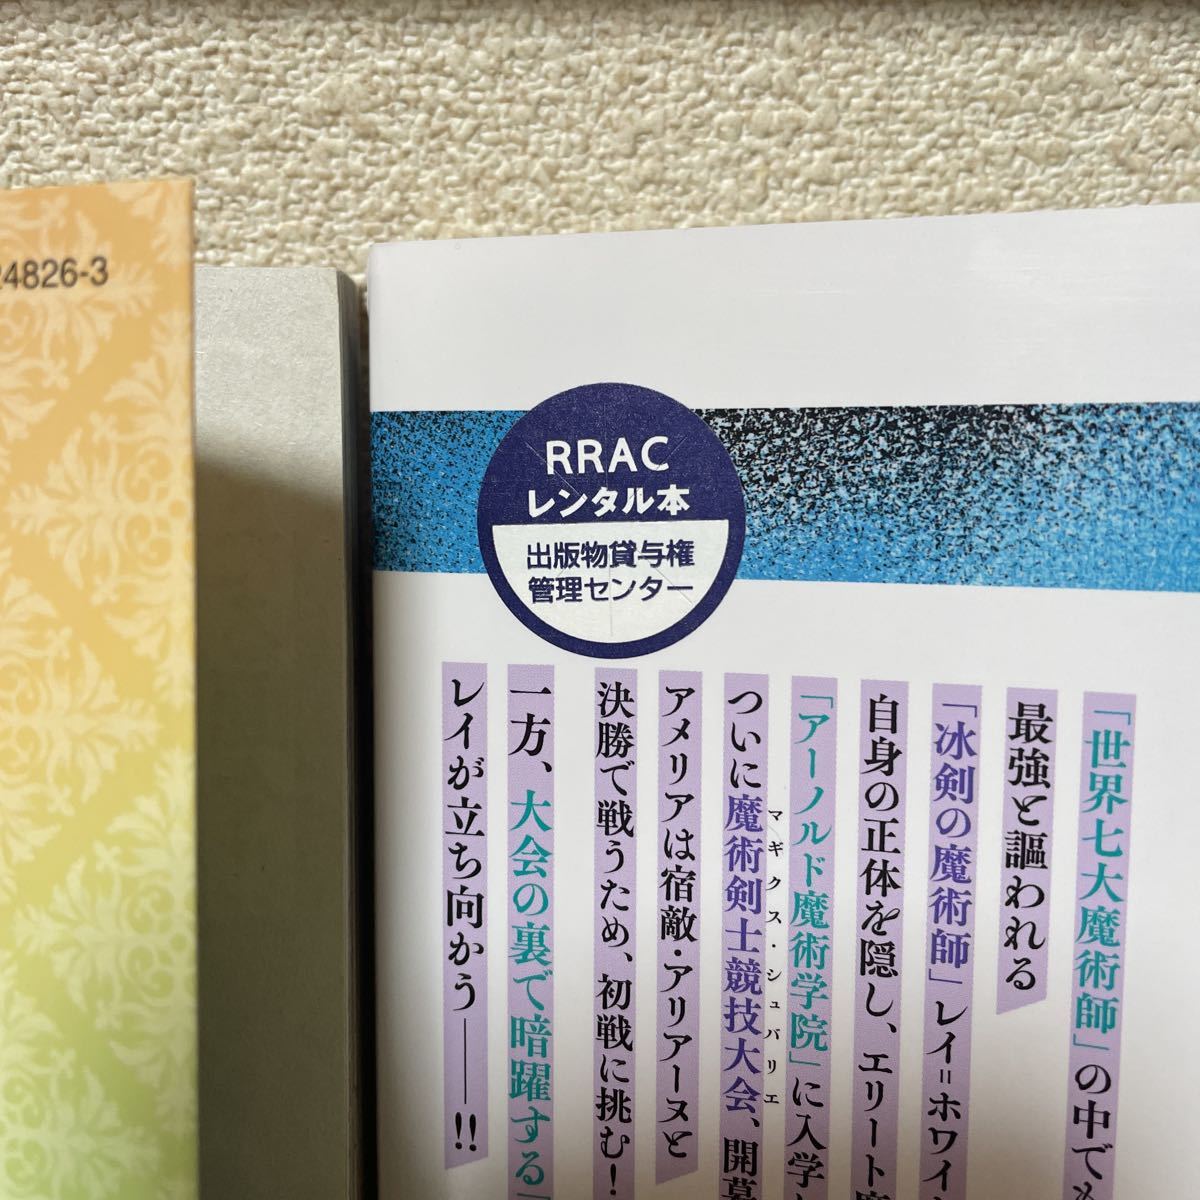 24826-3
RRAC
レンタル本
出版物貸与権
管理センター
「世界七大魔術師」の中でも
最強と謳われる
「冰剣の魔術師」レイ＝ホワイ
自身の正体を隠し、エリート
「アーノルド魔術学院」に入学
ついに魔術剣士競技大会、開幕
マギクス・シュバリエ
アメリアは宿敵・アリアーヌと
決勝で戦うため、初戦に挑む！
一方、大会の裏で暗躍する「
レイが立ち向かう——!!